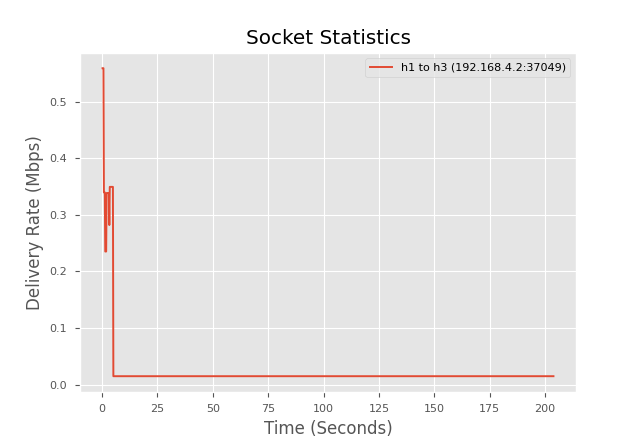 Socket Statistics
h1 to h3 (192.168.4.2:37049)
Delivery Rate (Mbps)
0.5
0.4
0.3
0.2
0.1
0.0
0 25 50 75 100 125 150 175 200
Time (Seconds)